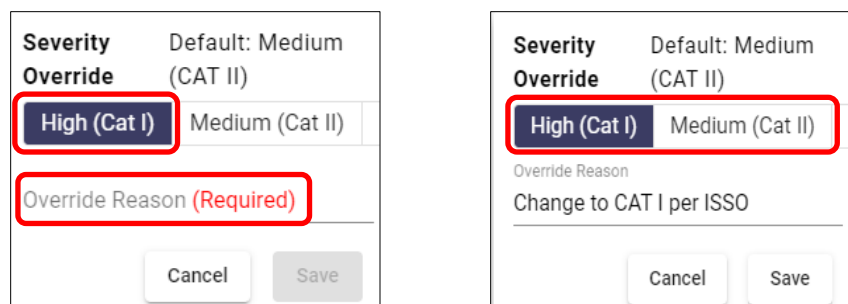 Severity Override
Default: Medium (CAT II)
High (Cat I)
Medium (Cat II)
Override Reason (Required)
Cancel
Save
Severity Override
Default: Medium (CAT II)
High (Cat I)
Medium (Cat II)
Override Reason
Change to CAT I per ISSO
Cancel
Save